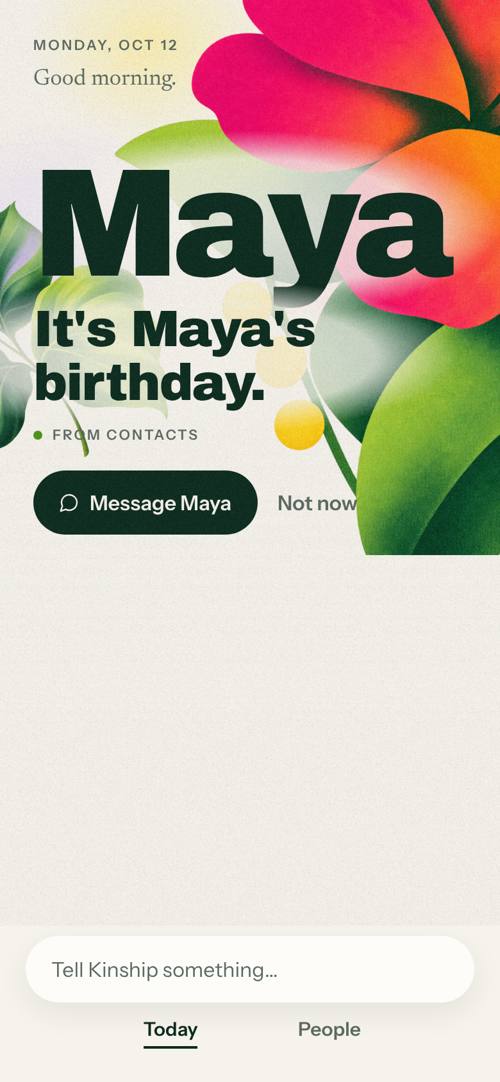 MONDAY, OCT 12
Good morning.
Maya
It's Maya's
birthday.
FROM CONTACTS
Message Maya
Not now
Tell Kinship something...
Today
People